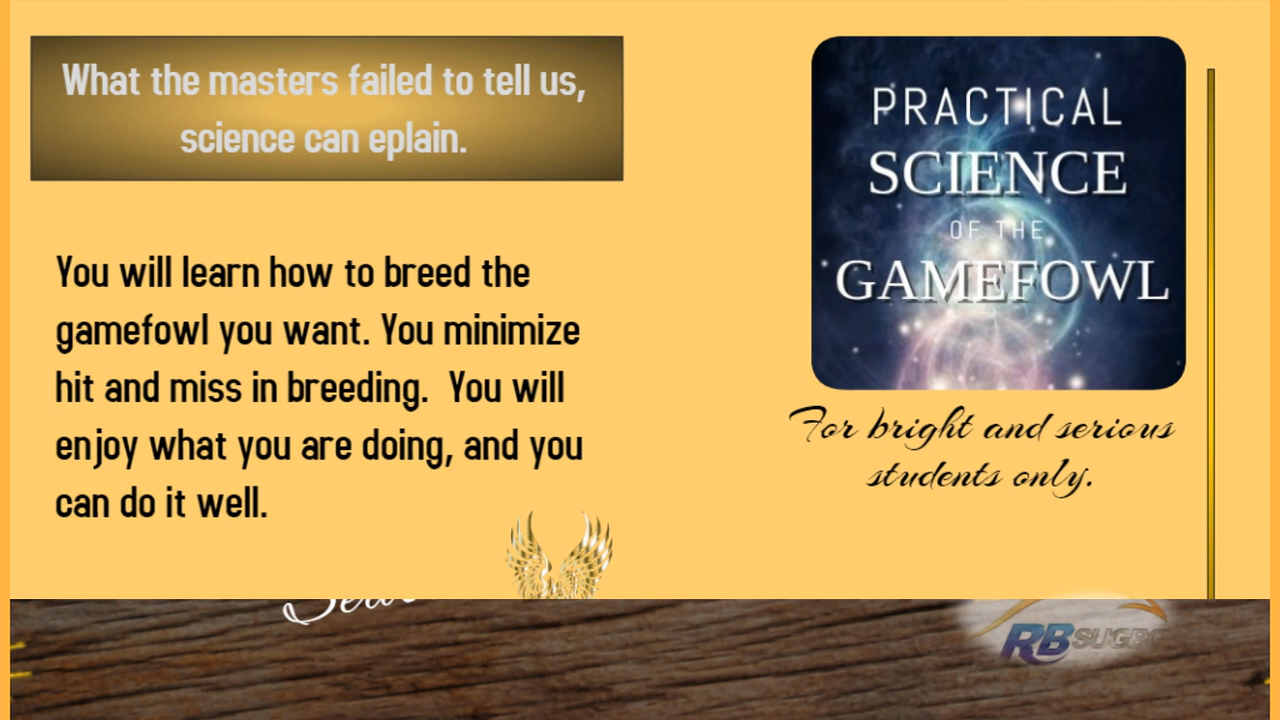 What the masters failed to tell us,
science can eplain.
You will learn how to breed the
gamefowl you want. You minimize
hit and miss in breeding. You will
enjoy what you are doing, and you
can do it well.
PRACTICAL
SCIENCE
OF THE
GAMEFOWL
For bright and serious
students only.
RB